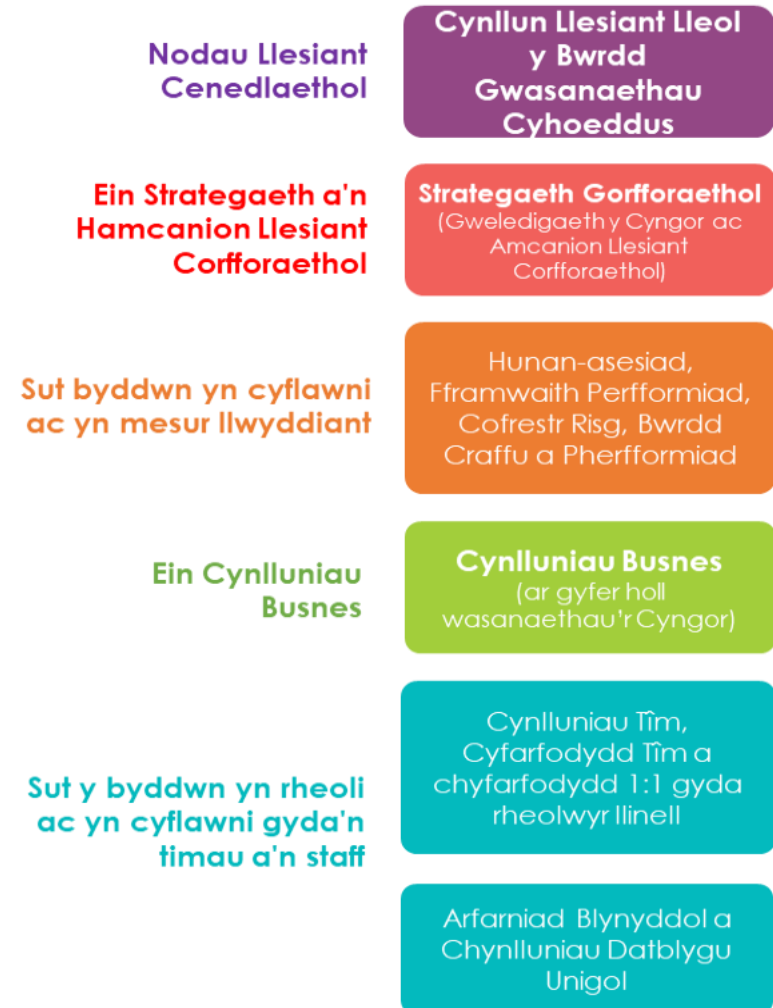 Nodau Llesiant
Cenedlaethol
Cynllun Llesiant Lleol
y Bwrdd
Gwasanaethau
Cyhoeddus
Ein Strategaeth a'n
Hamcanion Llesiant
Corfforaethol
Strategaeth Gorfforaethol
(Gweledigaeth y Cyngor ac
Amcanion Llesiant
Corfforaethol)
Sut byddwn yn cyflawni
ac yn mesur llwyddiant
Hunan-asesiad,
Fframwaith Perfformiad,
Cofrestr Risg, Bwrdd
Craffu a Pherfformiad
Ein Cynlluniau
Busnes
Cynlluniau Busnes
(ar gyfer holl
wasanaethau'r Cyngor)
Sut y byddwn yn rheoli
ac yn cyflawni gyda'n
timau a'n staff
Cynlluniau Tîm,
Cyfarfodydd Tîm a
chyfarfodydd 1:1 gyda
rheolwyr llinell
Arfarniad Blynyddol a
Chynlluniau Datblygu
Unigol